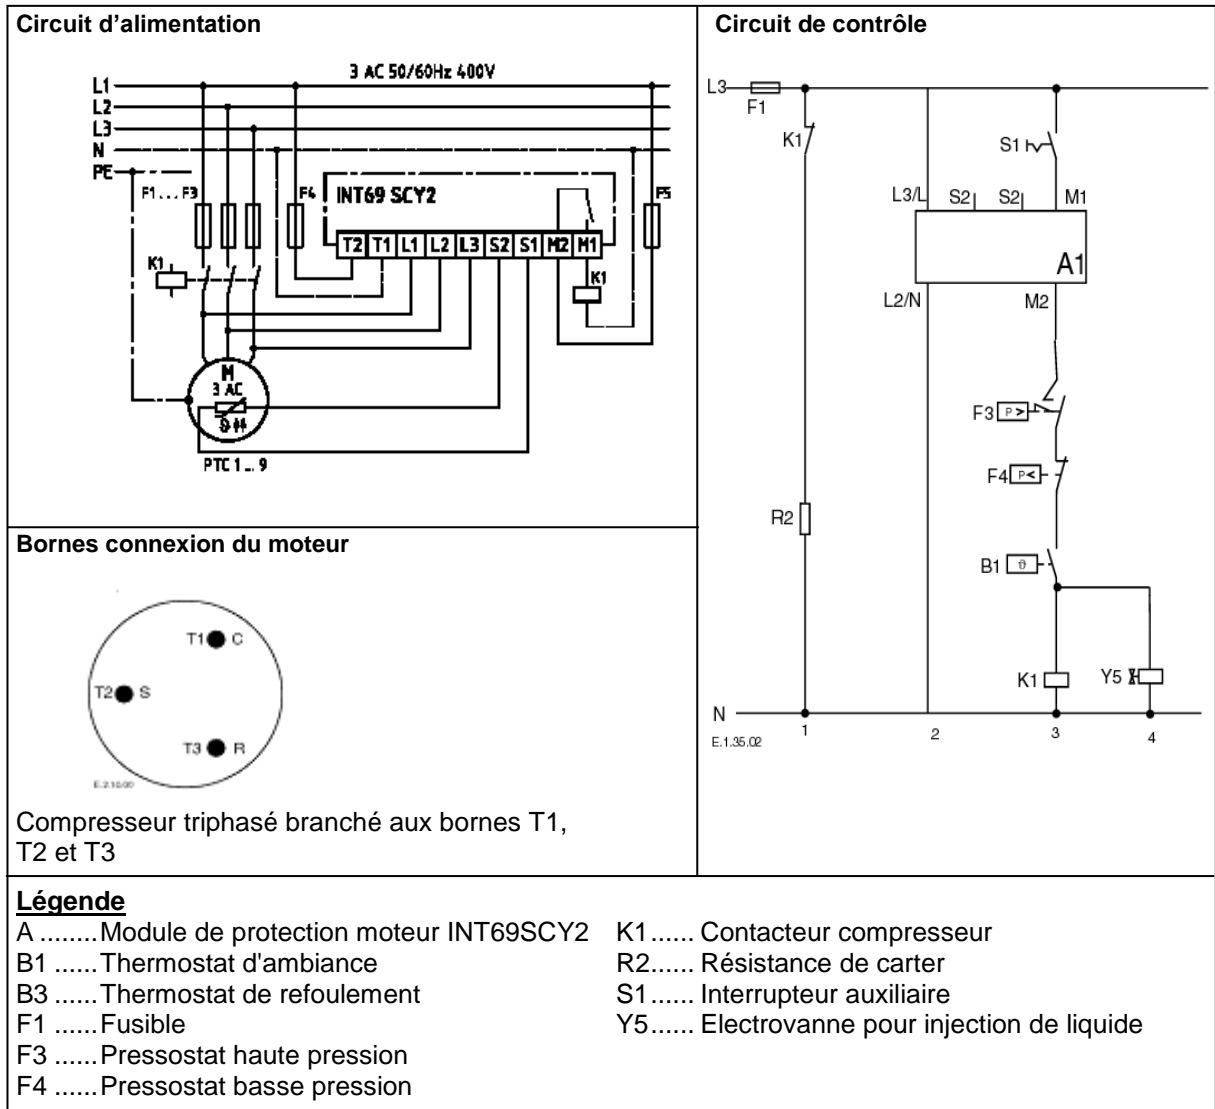 Circuit d'alimentation
3 AC 50/60Hz 400V
L1
L2
L3
N
PE
F1....F3
F4
INT69 SCY2
F5
T2 T1 L1 L2 L3 S2 S1 M2 M1
K1
K1
M
3 AC
PTC 1 ... 9
Circuit de contrôle
L3
F1
K1
S1
L3/L S2 S2 M1
A1
L2/N M2
F3 P>
F4 P<
R2
B1 θ
K1 Y5
N
E.1.35.02
1 2 3 4
Bornes connexion du moteur
T1 C
T2 S
T3 R
Compresseur triphasé branché aux bornes T1,
T2 et T3
Légende
A ........Module de protection moteur INT69SCY2
B1 ......Thermostat d'ambiance
B3 ......Thermostat de refoulement
F1 ......Fusible
F3 ......Pressostat haute pression
F4 ......Pressostat basse pression
K1...... Contacteur compresseur
R2...... Résistance de carter
S1...... Interrupteur auxiliaire
Y5...... Electrovanne pour injection de liquide